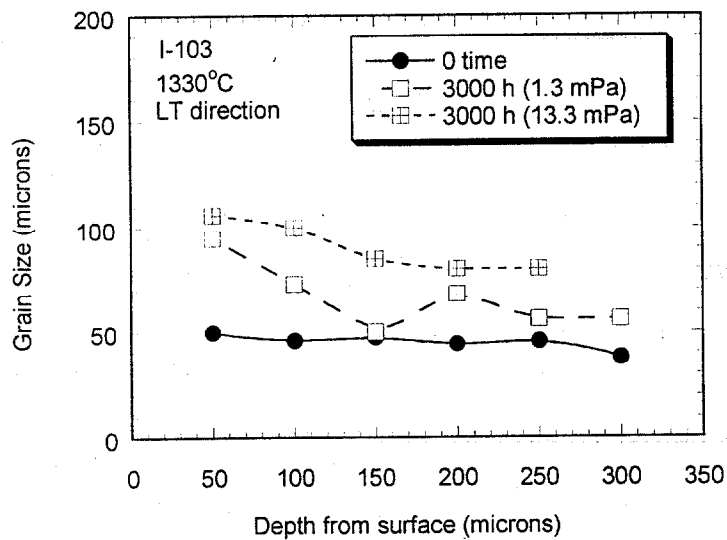 200
150
100
50
0
Grain Size (microns)
I-103
1330°C
LT direction
0 time
3000 h (1.3 mPa)
3000 h (13.3 mPa)
0 50 100 150 200 250 300 350
Depth from surface (microns)